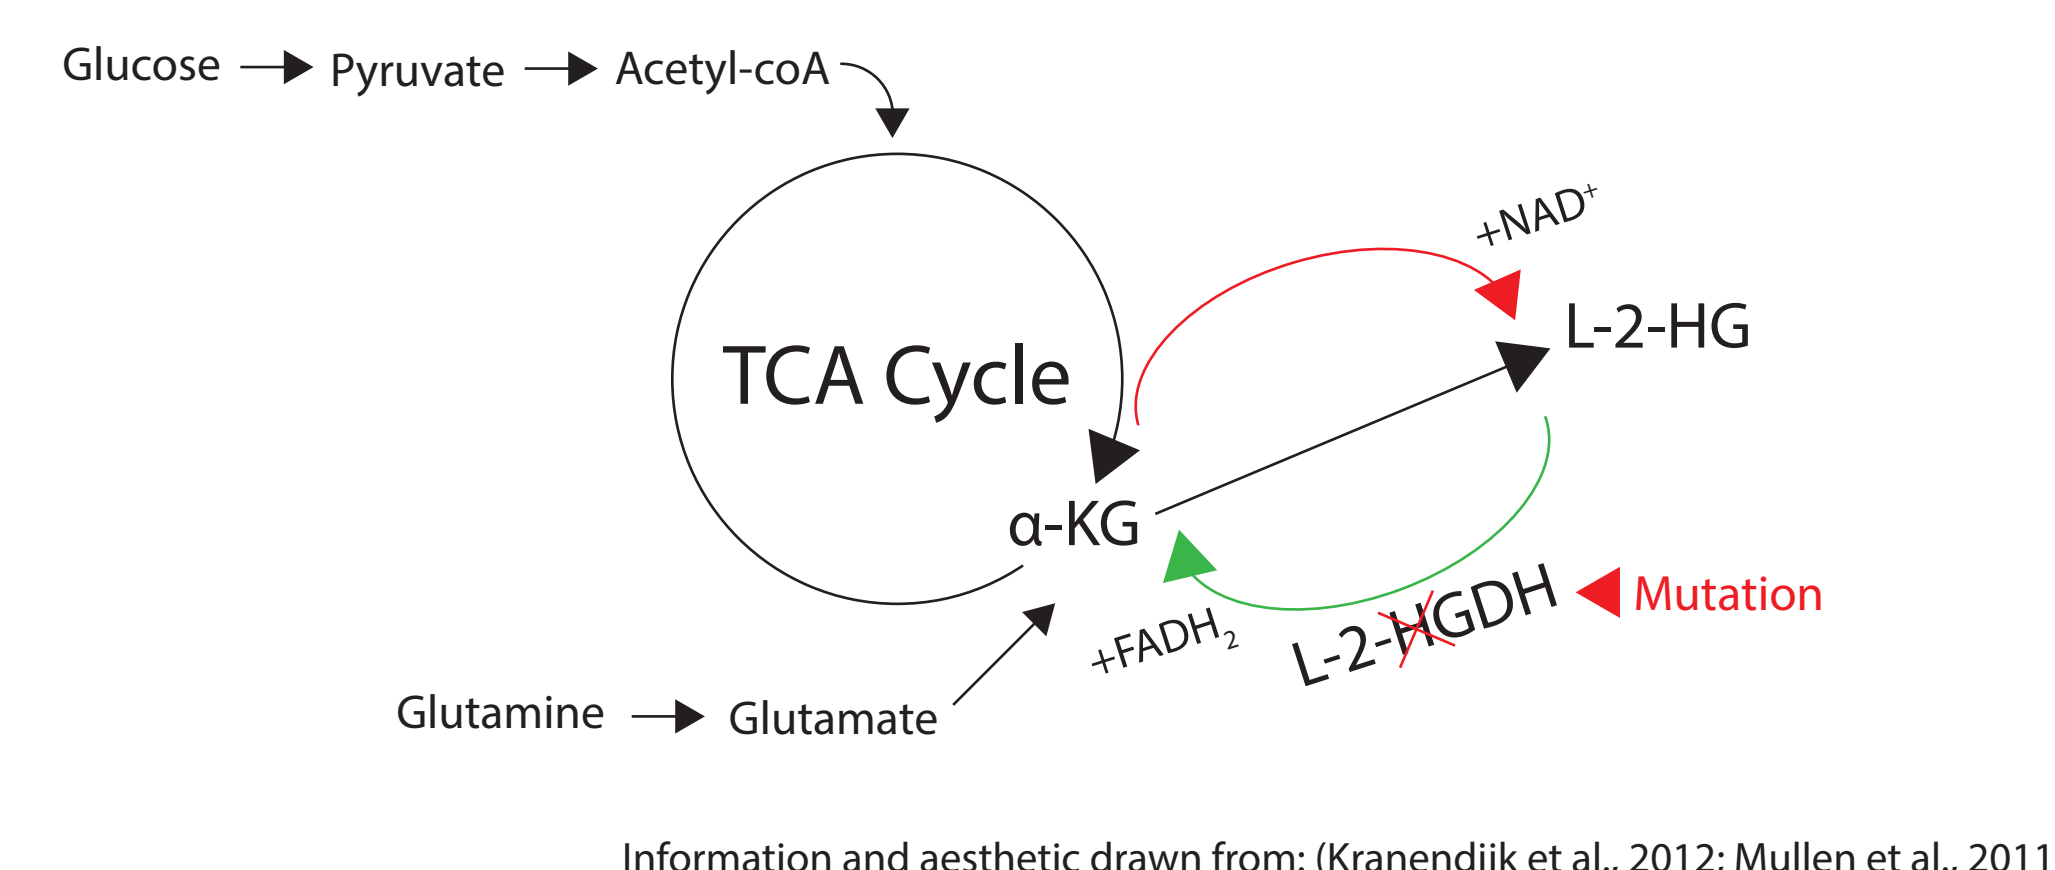 Glucose
Pyruvate
Acetyl-coA
+NAD⁺
L-2-HG
TCA Cycle
α-KG
+FADH₂
L-2-HGDH
Mutation
Glutamine
Glutamate
Information and aesthetic drawn from: (Kranendijk et al., 2012; Mullen et al., 2011